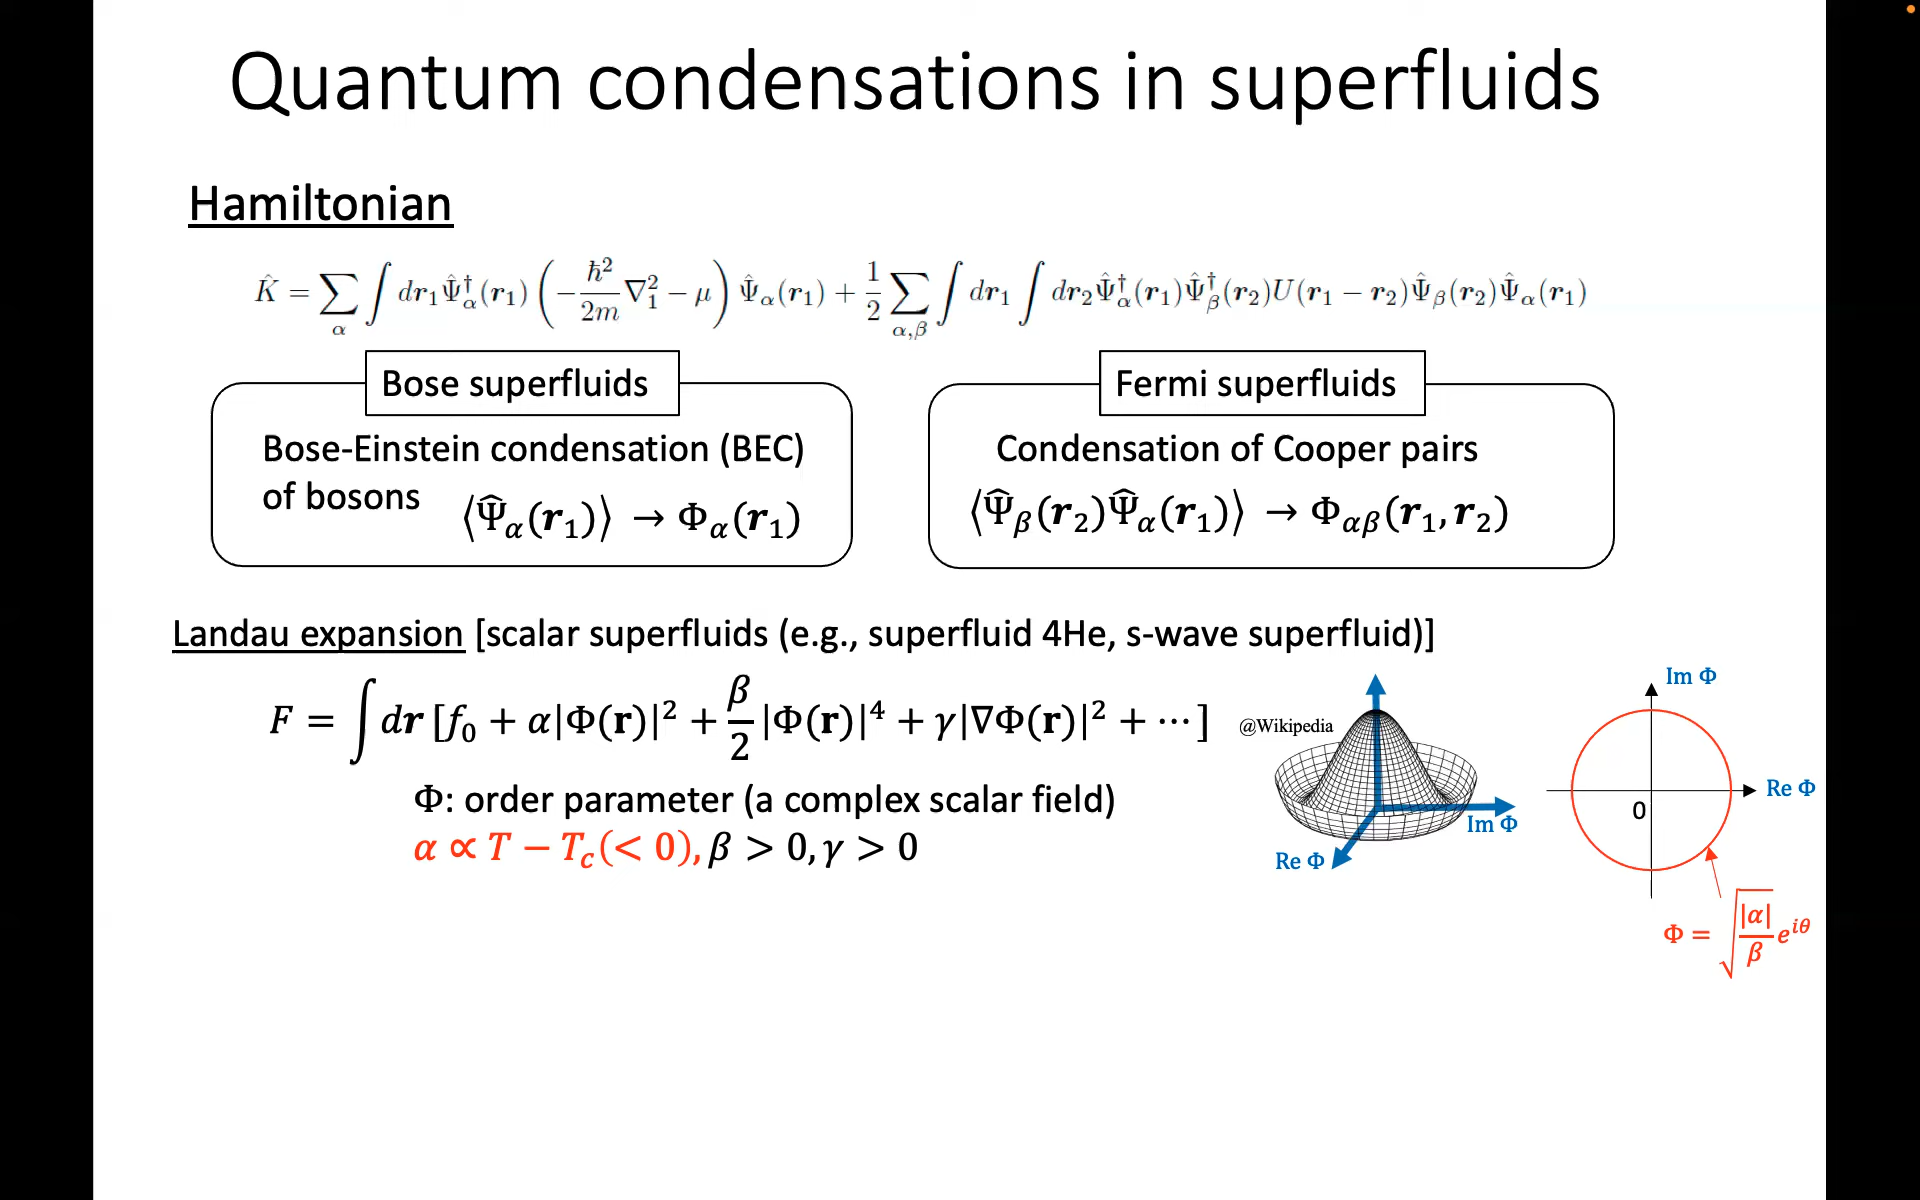 Quantum condensations in superfluids
Hamiltonian
K̂ = ∑_α ∫ d𝒓₁ Ψ̂†_α(𝒓₁) ( −ℏ²/2m ∇₁² − μ ) Ψ̂_α(𝒓₁) + 1/2 ∑_{α,β} ∫ d𝒓₁ ∫ d𝒓₂ Ψ̂†_α(𝒓₁) Ψ̂†_β(𝒓₂) U(𝒓₁ − 𝒓₂) Ψ̂_β(𝒓₂) Ψ̂_α(𝒓₁)
Bose superfluids
Bose-Einstein condensation (BEC)
of bosons ⟨Ψ̂_α(𝒓₁)⟩ → Φ_α(𝒓₁)
Fermi superfluids
Condensation of Cooper pairs
⟨Ψ̂_β(𝒓₂)Ψ̂_α(𝒓₁)⟩ → Φ_{αβ}(𝒓₁, 𝒓₂)
Landau expansion [scalar superfluids (e.g., superfluid 4He, s-wave superfluid)]
F = ∫ d𝒓 [f₀ + α|Φ(𝐫)|² + β/2 |Φ(𝐫)|⁴ + γ|∇Φ(𝐫)|² + ⋯ ]
Φ: order parameter (a complex scalar field)
α ∝ T − T_c(< 0), β > 0, γ > 0
@Wikipedia
Im Φ
Re Φ
Im Φ
Re Φ
0
Φ = √(|α|/β) e^{iθ}